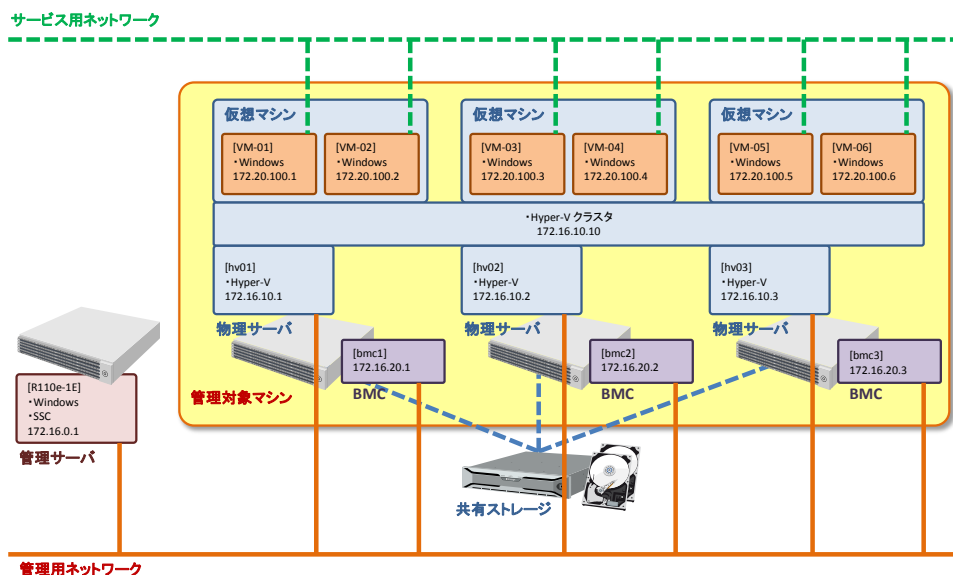 サービス用ネットワーク
仮想マシン
仮想マシン
仮想マシン
[VM-01]
・Windows
172.20.100.1
[VM-02]
・Windows
172.20.100.2
[VM-03]
・Windows
172.20.100.3
[VM-04]
・Windows
172.20.100.4
[VM-05]
・Windows
172.20.100.5
[VM-06]
・Windows
172.20.100.6
・Hyper-V クラスタ
172.16.10.10
[hv01]
・Hyper-V
172.16.10.1
[hv02]
・Hyper-V
172.16.10.2
[hv03]
・Hyper-V
172.16.10.3
物理サーバ
物理サーバ
物理サーバ
[bmc1]
172.16.20.1
BMC
[bmc2]
172.16.20.2
BMC
[bmc3]
172.16.20.3
BMC
管理対象マシン
[R110e-1E]
・Windows
・SSC
172.16.0.1
管理サーバ
共有ストレージ
管理用ネットワーク